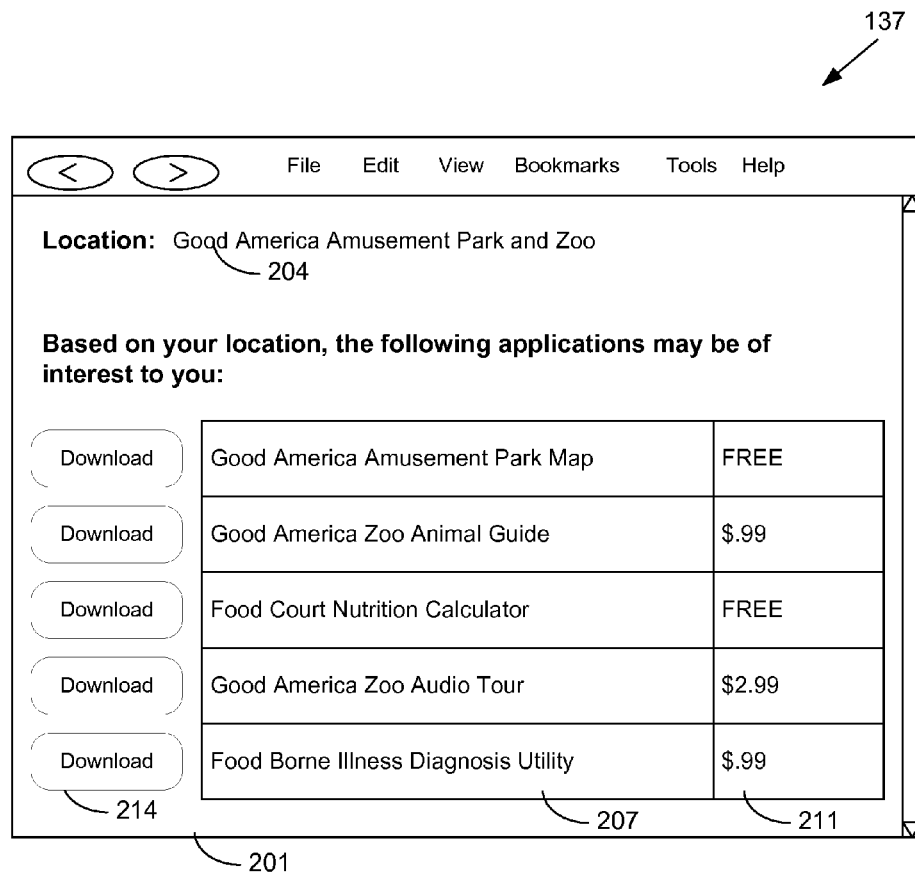 137
< > File Edit View Bookmarks Tools Help
Location: Good America Amusement Park and Zoo
204
Based on your location, the following applications may be of
interest to you:
Download Good America Amusement Park Map FREE
Download Good America Zoo Animal Guide $.99
Download Food Court Nutrition Calculator FREE
Download Good America Zoo Audio Tour $2.99
Download Food Borne Illness Diagnosis Utility $.99
214 207 211
201